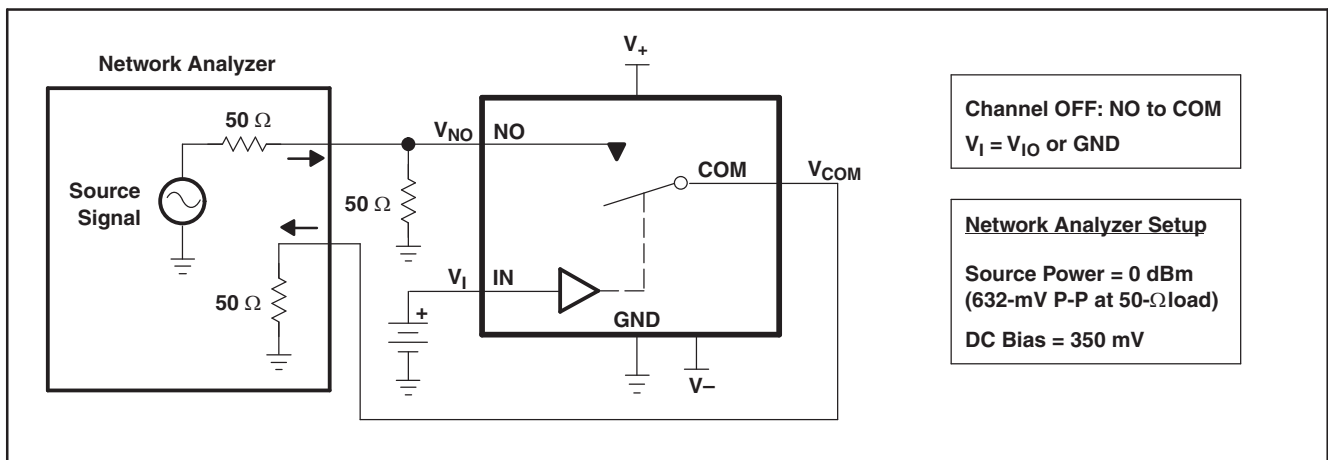 V+
Network Analyzer
50 Ω
VNO
NO
COM
VCOM
Source
Signal
50 Ω
50 Ω
VI
IN
+
GND
V–
Channel OFF: NO to COM
VI = VIO or GND
Network Analyzer Setup
Source Power = 0 dBm
(632-mV P-P at 50-Ω load)
DC Bias = 350 mV